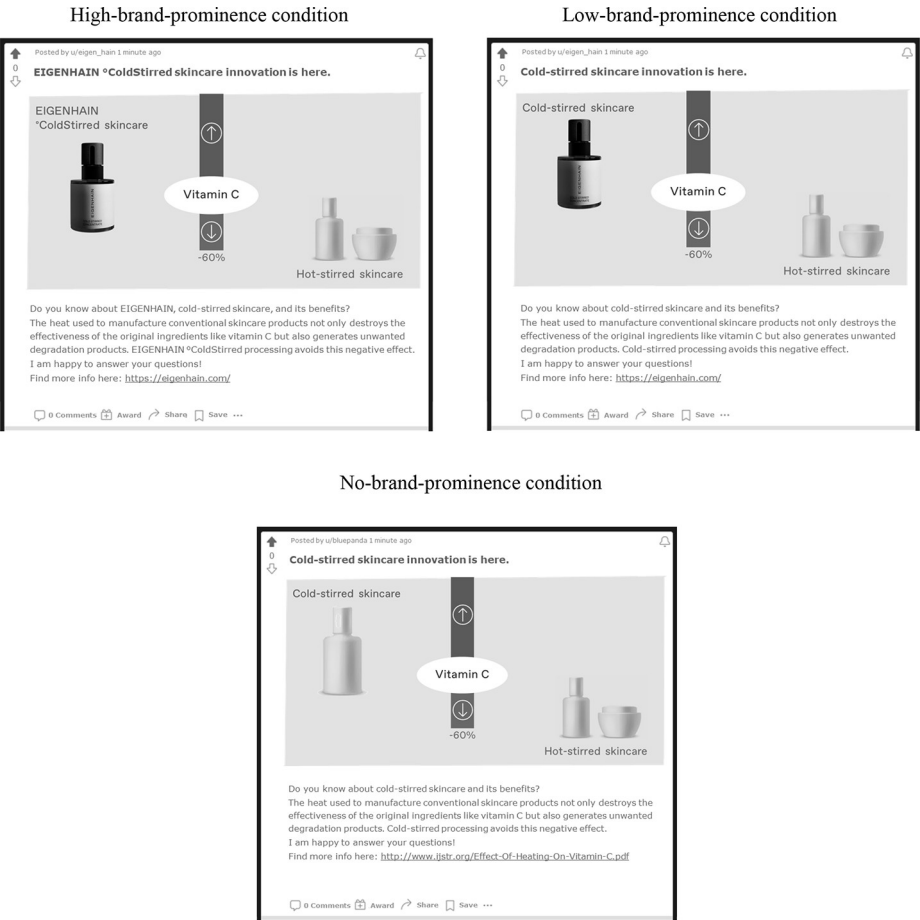 High-brand-prominence condition
Posted by u/eigen_hain 1 minute ago
0
EIGENHAIN °ColdStirred skincare innovation is here.
EIGENHAIN
°ColdStirred skincare
EIGENHAIN
Vitamin C
-60%
Hot-stirred skincare
Do you know about EIGENHAIN, cold-stirred skincare, and its benefits?
The heat used to manufacture conventional skincare products not only destroys the
effectiveness of the original ingredients like vitamin C but also generates unwanted
degradation products. EIGENHAIN °ColdStirred processing avoids this negative effect.
I am happy to answer your questions!
Find more info here: https://eigenhain.com/
0 Comments Award Share Save
Low-brand-prominence condition
Posted by u/eigen_hain 1 minute ago
0
Cold-stirred skincare innovation is here.
Cold-stirred skincare
EIGENHAIN
Vitamin C
-60%
Hot-stirred skincare
Do you know about cold-stirred skincare and its benefits?
The heat used to manufacture conventional skincare products not only destroys the
effectiveness of the original ingredients like vitamin C but also generates unwanted
degradation products. Cold-stirred processing avoids this negative effect.
I am happy to answer your questions!
Find more info here: https://eigenhain.com/
0 Comments Award Share Save
No-brand-prominence condition
Posted by u/bluepanda 1 minute ago
0
Cold-stirred skincare innovation is here.
Cold-stirred skincare
Vitamin C
-60%
Hot-stirred skincare
Do you know about cold-stirred skincare and its benefits?
The heat used to manufacture conventional skincare products not only destroys the
effectiveness of the original ingredients like vitamin C but also generates unwanted
degradation products. Cold-stirred processing avoids this negative effect.
I am happy to answer your questions!
Find more info here: http://www.ijstr.org/Effect-Of-Heating-On-Vitamin-C.pdf
0 Comments Award Share Save